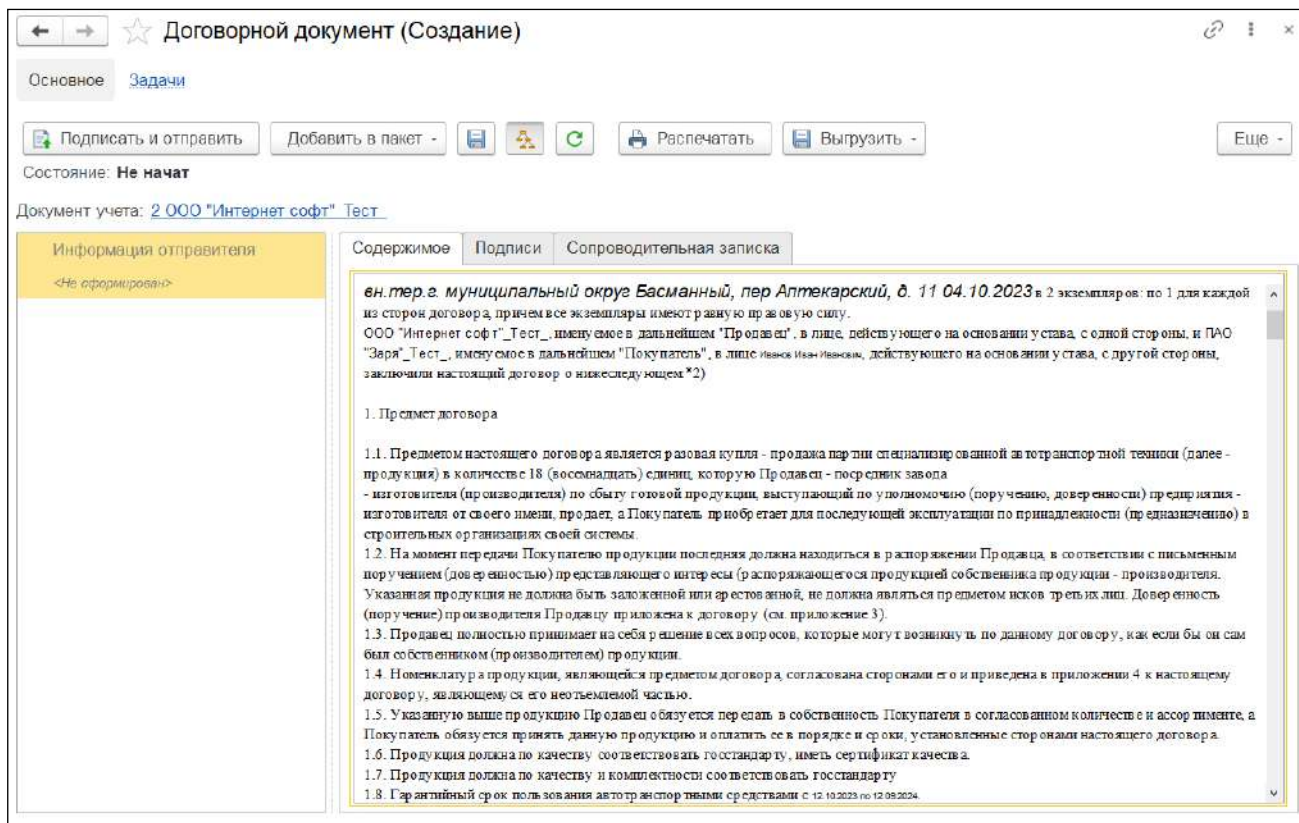 Договорной документ (Создание)
Основное Задачи
Подписать и отправить Добавить в пакет Распечатать Выгрузить Еще
Состояние: Не начат
Документ учета: 2 ООО "Интернет софт"_Тест_
Информация отправителя
<Не сформирован>
Содержимое Подписи Сопроводительная записка
вн.тер.г. муниципальный округ Басманный, пер Аптекарский, д. 11 04.10.2023 в 2 экземпляров: по 1 для каждой
из сторон договора, причем все экземпляры имеют правовую силу.
ООО "Интернет софт"_Тест_, именуемое в дальнейшем "Продавец", в лице, действующего на основании устава, с одной стороны, и ПАО
"Заря"_Тест_, именуемое в дальнейшем "Покупатель", в лице Иванов Иван Иванович, действующего на основании устава, с другой стороны,
заключили настоящий договор о нижеследующем *2)
1. Предмет договора
1.1. Предметом настоящего договора является разовая купля - продажа партии специализированной автотранспортной техники (далее -
продукция) в количестве 18 (восемнадцать) единиц, которую Продавец - посредник завода
- изготовителя (производителя) по сбыту готовой продукции, выступающий по уполномочию (поручению, доверенности) предприятия -
изготовителя от своего имени, продает, а Покупатель приобретает для последующей эксплуатации по принадлежности (предназначению) в
строительных организациях своей системы.
1.2. На момент передачи Покупателю продукции последняя должна находиться в распоряжении Продавца, в соответствии с письменным
поручением (доверенностью) представляющего интересы (распоряжающегося продукцией собственника продукции - производителя.
Указанная продукция не должна быть заложенной или арестованной, не должна являться предметом исков третьих лиц. Доверенность
(поручение) производителя Продавцу приложена к договору (см. приложение 3).
1.3. Продавец полностью принимает на себя решение всех вопросов, которые могут возникнуть по данному договору, как если бы он сам
был собственником (производителем) продукции.
1.4. Номенклатура продукции, являющейся предметом договора, согласована сторонами его и приведена в приложении 4 к настоящему
договору, являющемуся его неотъемлемой частью.
1.5. Указанную выше продукцию Продавец обязуется передать в собственность Покупателя в согласованном количестве и ассортименте, а
Покупатель обязуется принять данную продукцию и оплатить ее в порядке и сроки, установленные сторонами настоящего договора.
1.6. Продукция должна по качеству соответствовать госстандарту, иметь сертификат качества.
1.7. Продукция должна по качеству и комплектности соответствовать госстандарту
1.8. Гарантийный срок пользования автотранспортными средствами с 12.10.2023 по 12.09.2024.